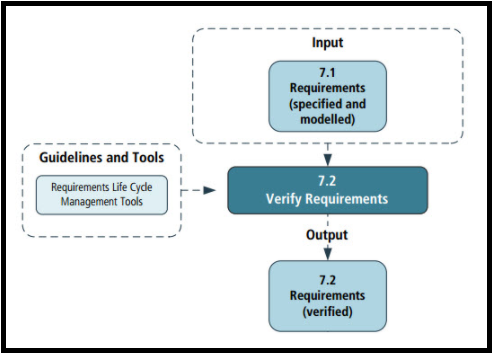 Input
7.1
Requirements
(specified and
modelled)
Guidelines and Tools
Requirements Life Cycle
Management Tools
7.2
Verify Requirements
Output
7.2
Requirements
(verified)